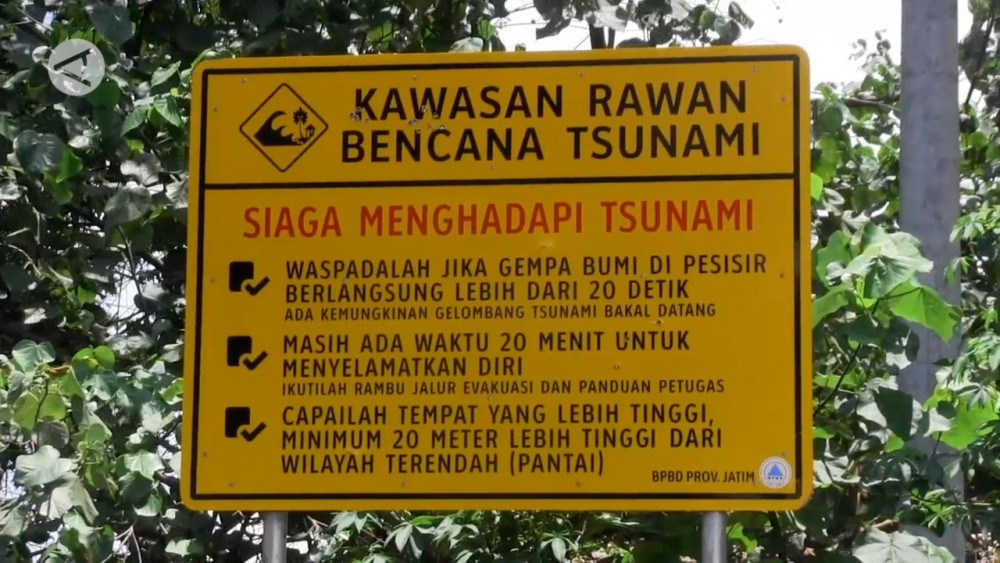 KAWASAN RAWAN
BENCANA TSUNAMI
SIAGA MENGHADAPI TSUNAMI
WASPADALAH JIKA GEMPA BUMI DI PESISIR
BERLANGSUNG LEBIH DARI 20 DETIK
ADA KEMUNGKINAN GELOMBANG TSUNAMI BAKAL DATANG
MASIH ADA WAKTU 20 MENIT UNTUK
MENYELAMATKAN DIRI
IKUTILAH RAMBU JALUR EVAKUASI DAN PANDUAN PETUGAS
CAPAILAH TEMPAT YANG LEBIH TINGGI,
MINIMUM 20 METER LEBIH TINGGI DARI
WILAYAH TERENDAH (PANTAI)
BPBD PROV. JATIM